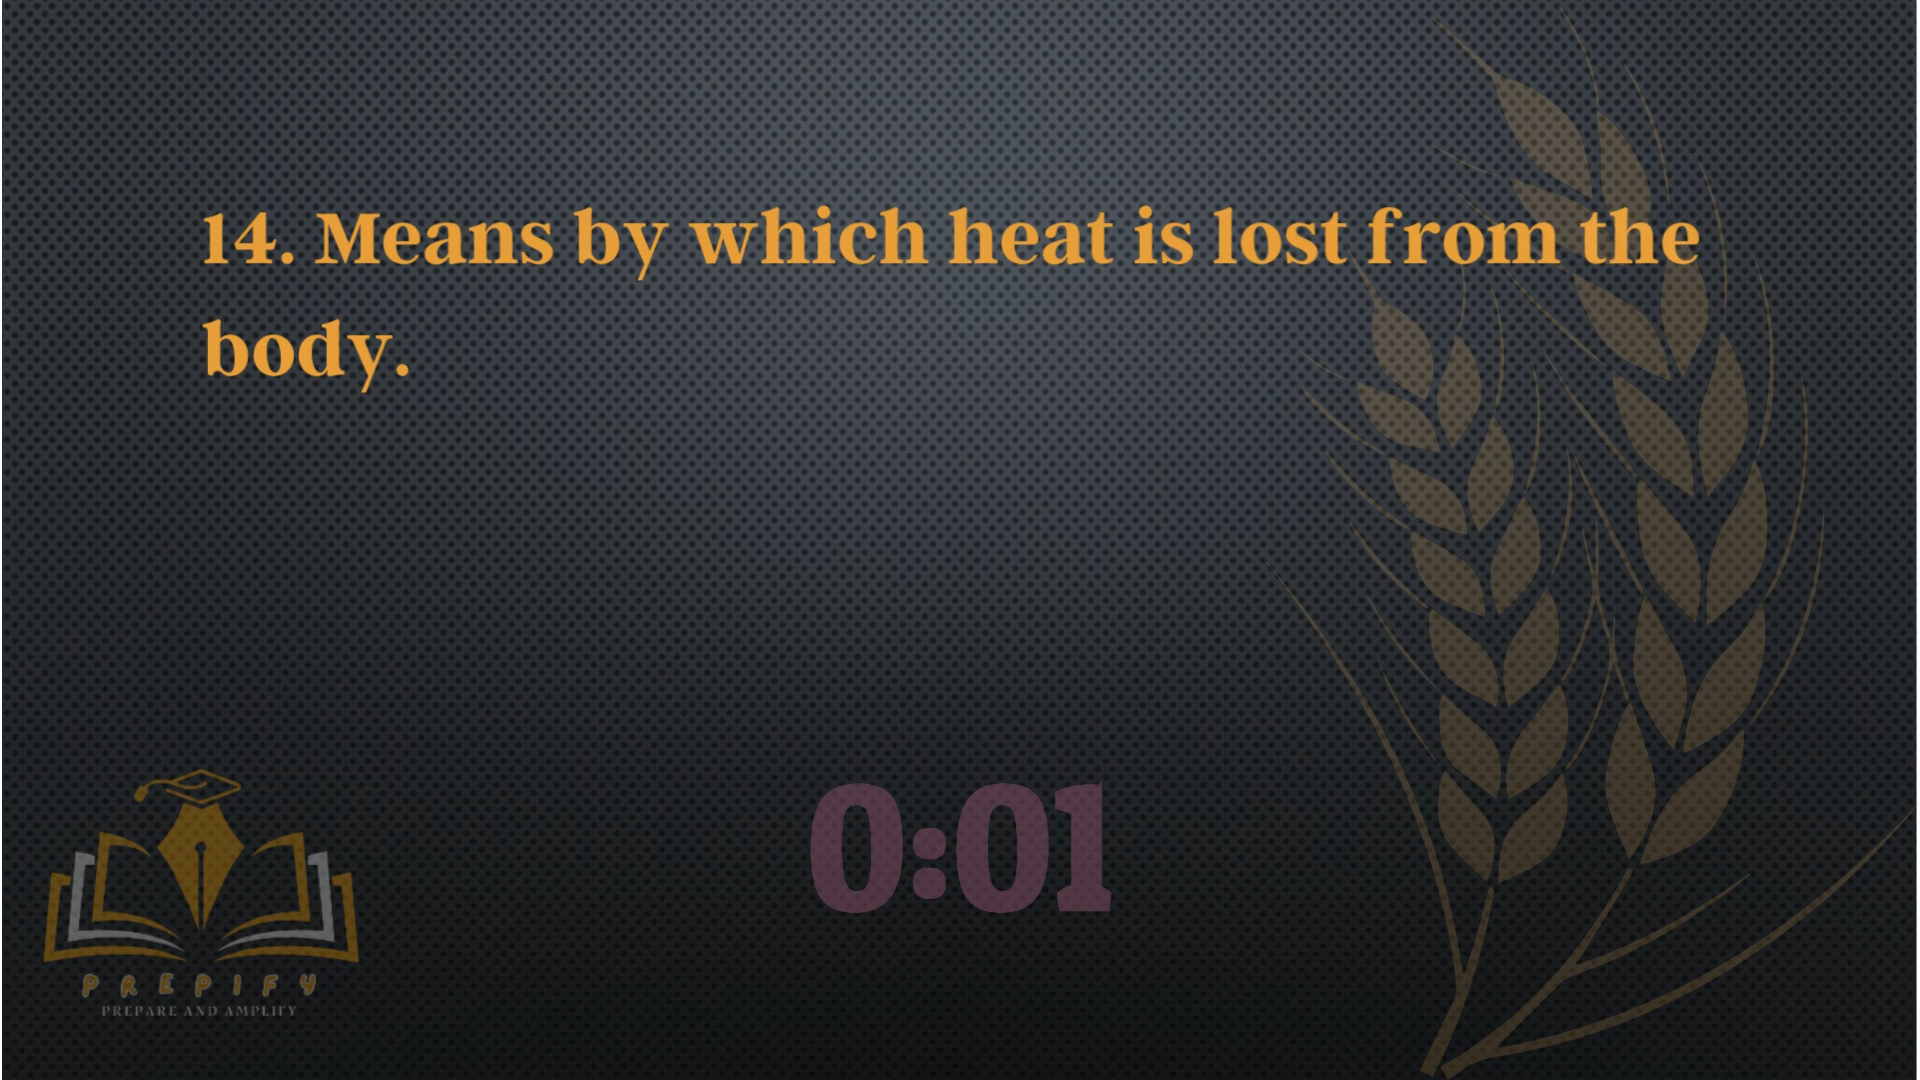 14. Means by which heat is lost from the
body.
0:01
PREPIFY
PREPARE AND AMPLIFY